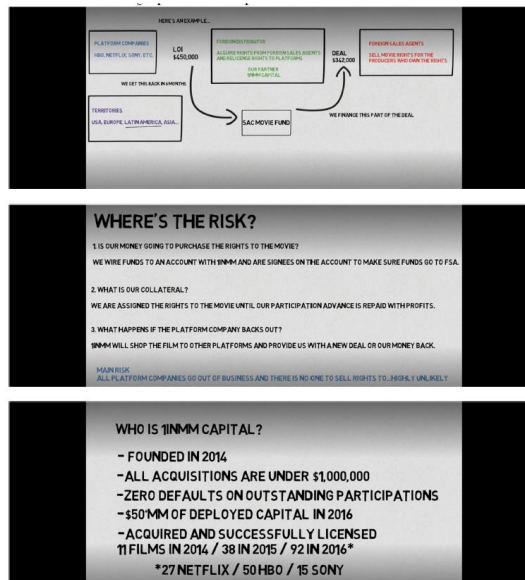 HERE'S AN EXAMPLE...
PLATFORM COMPANIES
HBO, NETFLIX, SONY, ETC.
LOI
$450,000
FOREIGN DISTRIBUTOR
ACQUIRE RIGHTS FROM FOREIGN SALES AGENTS
AND RELICENSE RIGHTS TO PLATFORMS
OUR PARTNER
1INMM CAPITAL
DEAL
$342,000
FOREIGN SALES AGENTS
SELL MOVIE RIGHTS FOR THE
PRODUCERS WHO OWN THE RIGHTS
WE GET THIS BACK IN 6 MONTHS
TERRITORIES
USA, EUROPE, LATIN AMERICA, ASIA...
SAC MOVIE FUND
WE FINANCE THIS PART OF THE DEAL
WHERE'S THE RISK?
1. IS OUR MONEY GOING TO PURCHASE THE RIGHTS TO THE MOVIE?
WE WIRE FUNDS TO AN ACCOUNT WITH 1INMM AND ARE SIGNEES ON THE ACCOUNT TO MAKE SURE FUNDS GO TO FSA.
2. WHAT IS OUR COLLATERAL?
WE ARE ASSIGNED THE RIGHTS TO THE MOVIE UNTIL OUR PARTICIPATION ADVANCE IS REPAID WITH PROFITS.
3. WHAT HAPPENS IF THE PLATFORM COMPANY BACKS OUT?
1INMM WILL SHOP THE FILM TO OTHER PLATFORMS AND PROVIDE US WITH A NEW DEAL OR OUR MONEY BACK.
MAIN RISK
ALL PLATFORM COMPANIES GO OUT OF BUSINESS AND THERE IS NO ONE TO SELL RIGHTS TO...HIGHLY UNLIKELY
WHO IS 1INMM CAPITAL?
- FOUNDED IN 2014
- ALL ACQUISITIONS ARE UNDER $1,000,000
- ZERO DEFAULTS ON OUTSTANDING PARTICIPATIONS
- $50'MM OF DEPLOYED CAPITAL IN 2016
- ACQUIRED AND SUCCESSFULLY LICENSED
11 FILMS IN 2014 / 38 IN 2015 / 92 IN 2016*
*27 NETFLIX / 50 HBO / 15 SONY